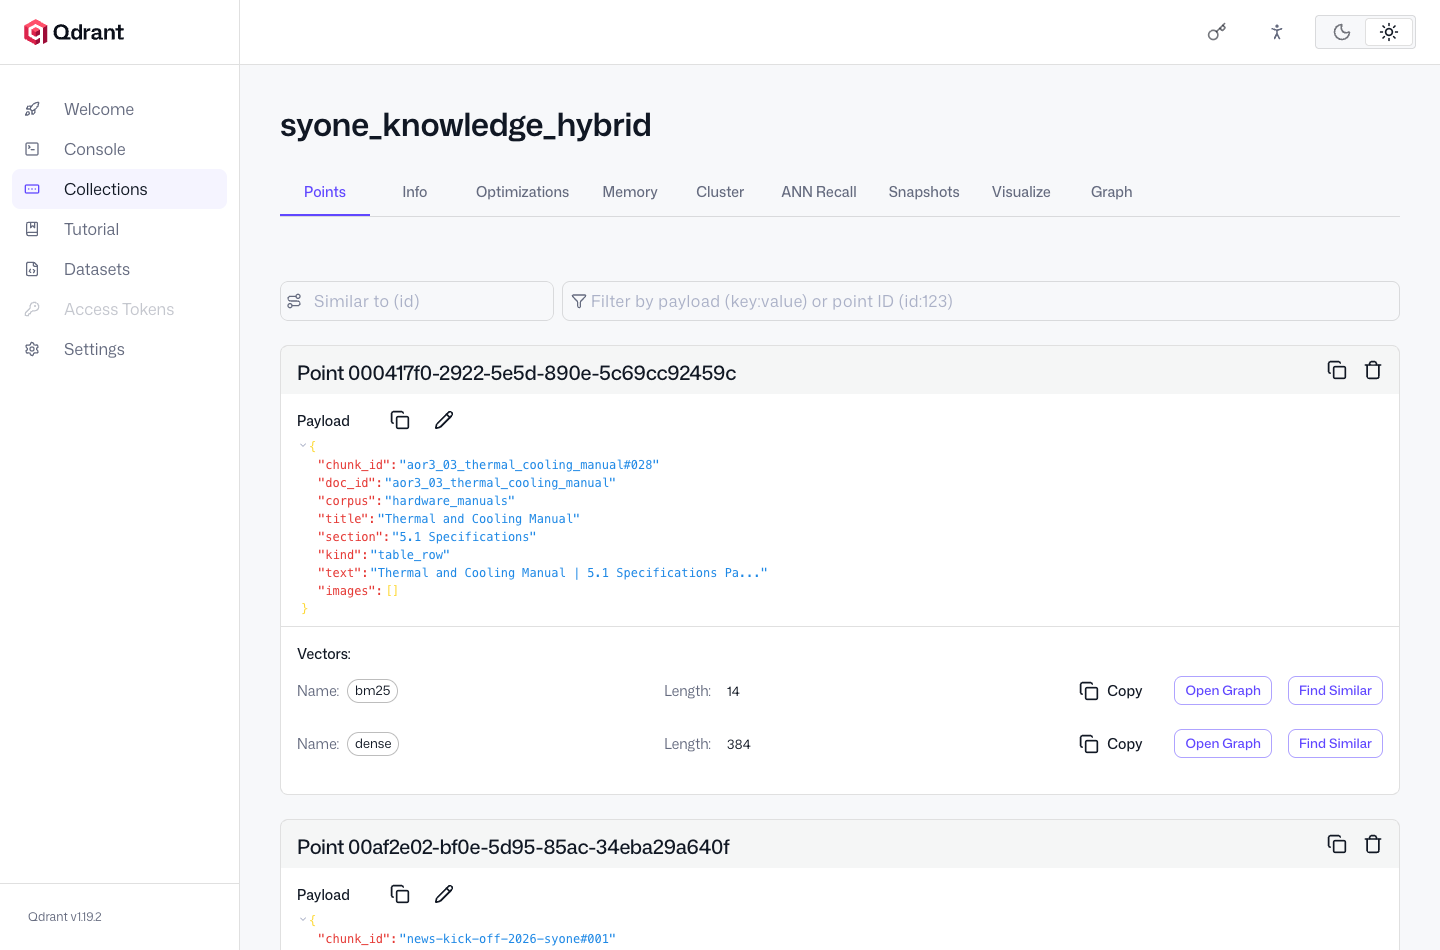 Qdrant
Welcome
Console
Collections
Tutorial
Datasets
Access Tokens
Settings
Qdrant v1.19.2
syone_knowledge_hybrid
Points Info Optimizations Memory Cluster ANN Recall Snapshots Visualize Graph
Similar to (id) Filter by payload (key:value) or point ID (id:123)
Point 000417f0-2922-5e5d-890e-5c69cc92459c
Payload
{
"chunk_id":"aor3_03_thermal_cooling_manual#028"
"doc_id":"aor3_03_thermal_cooling_manual"
"corpus":"hardware_manuals"
"title":"Thermal and Cooling Manual"
"section":"5.1 Specifications"
"kind":"table_row"
"text":"Thermal and Cooling Manual | 5.1 Specifications Pa..."
"images":[]
}
Vectors:
Name: bm25 Length: 14 Copy Open Graph Find Similar
Name: dense Length: 384 Copy Open Graph Find Similar
Point 00af2e02-bf0e-5d95-85ac-34eba29a640f
Payload
{
"chunk_id":"news-kick-off-2026-syone#001"